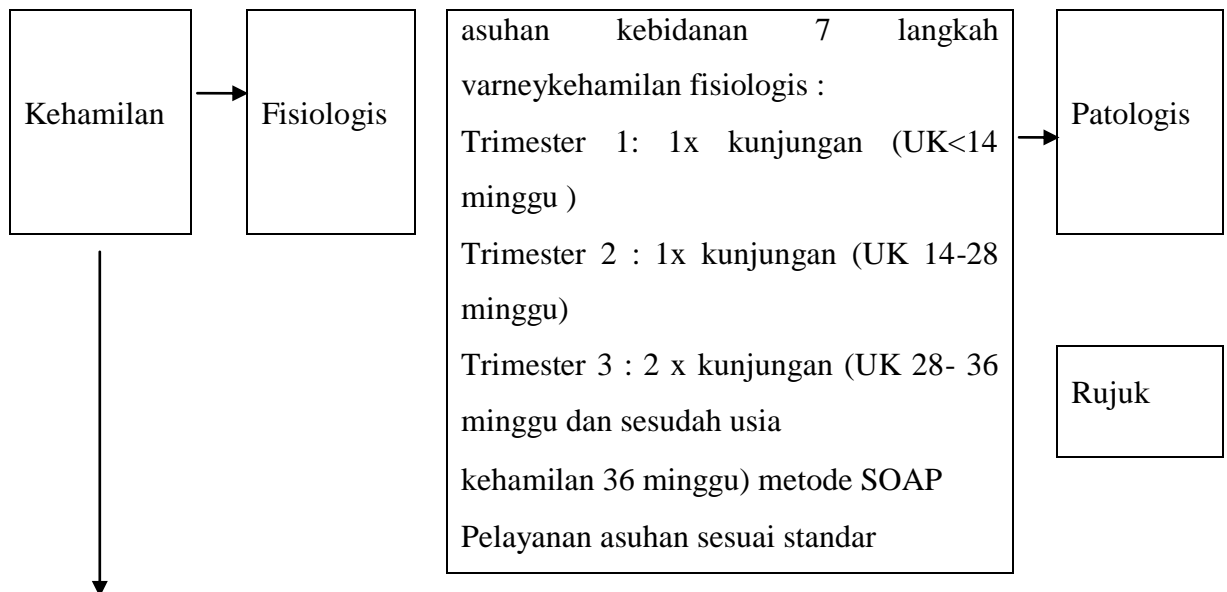 Kehamilan
Fisiologis
asuhan kebidanan 7 langkah
varneykehamilan fisiologis :
Trimester 1: 1x kunjungan (UK<14
minggu )
Trimester 2 : 1x kunjungan (UK 14-28
minggu)
Trimester 3 : 2 x kunjungan (UK 28- 36
minggu dan sesudah usia
kehamilan 36 minggu) metode SOAP
Pelayanan asuhan sesuai standar
Patologis
Rujuk